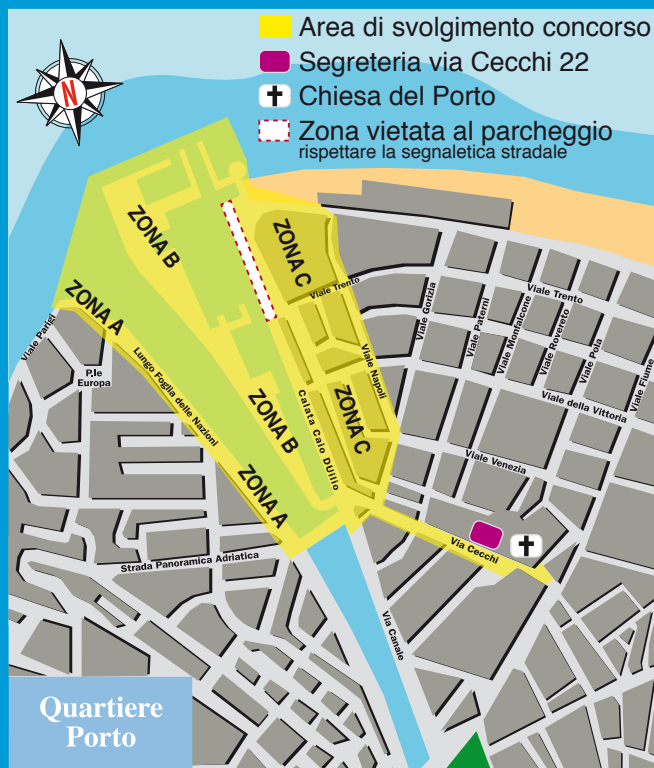 Area di svolgimento concorso
Segreteria via Cecchi 22
Chiesa del Porto
Zona vietata al parcheggio
rispettare la segnaletica stradale
N
ZONA B
ZONA C
ZONA A
Viale Trento
Viale Trento
Viale Gorizia
Viale Paterni
Viale Monfalcone
Viale Rovereto
Viale Pola
Viale Fiume
Viale Parigi
P.le
Europa
Lungo Foglia delle Nazioni
Viale Napoli
Viale della Vittoria
ZONA B
Calata Caio DUilio
ZONA C
Viale Venezia
ZONA A
Via Cecchi
Strada Panoramica Adriatica
Via Canale
Quartiere
Porto